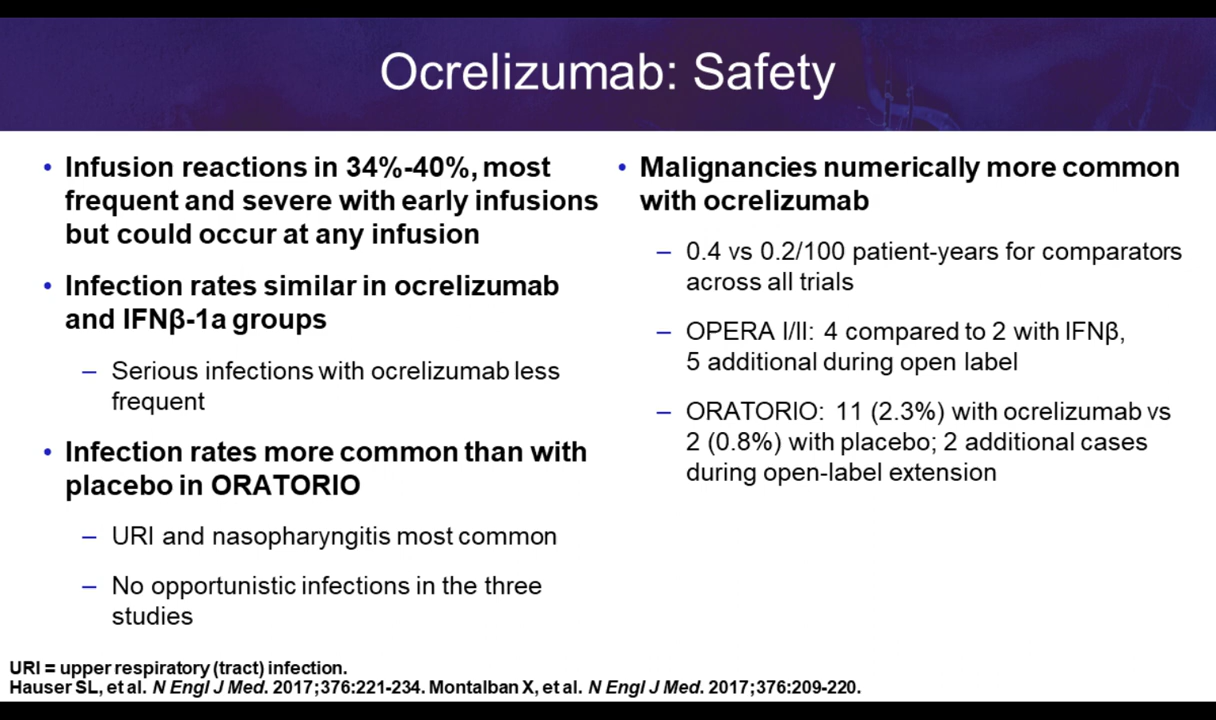 Ocrelizumab: Safety
• Infusion reactions in 34%-40%, most
frequent and severe with early infusions
but could occur at any infusion
• Infection rates similar in ocrelizumab
and IFNβ-1a groups
– Serious infections with ocrelizumab less
frequent
• Infection rates more common than with
placebo in ORATORIO
– URI and nasopharyngitis most common
– No opportunistic infections in the three
studies
• Malignancies numerically more common
with ocrelizumab
– 0.4 vs 0.2/100 patient-years for comparators
across all trials
– OPERA I/II: 4 compared to 2 with IFNβ,
5 additional during open label
– ORATORIO: 11 (2.3%) with ocrelizumab vs
2 (0.8%) with placebo; 2 additional cases
during open-label extension
URI = upper respiratory (tract) infection.
Hauser SL, et al. N Engl J Med. 2017;376:221-234. Montalban X, et al. N Engl J Med. 2017;376:209-220.